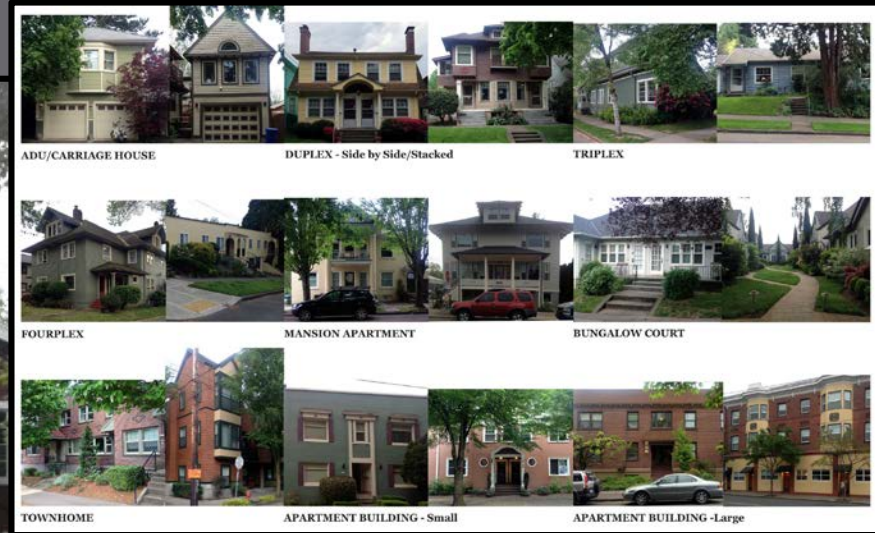 ADU/CARRIAGE HOUSE
DUPLEX - Side by Side/Stacked
TRIPLEX
FOURPLEX
MANSION APARTMENT
BUNGALOW COURT
TOWNHOME
APARTMENT BUILDING - Small
APARTMENT BUILDING -Large